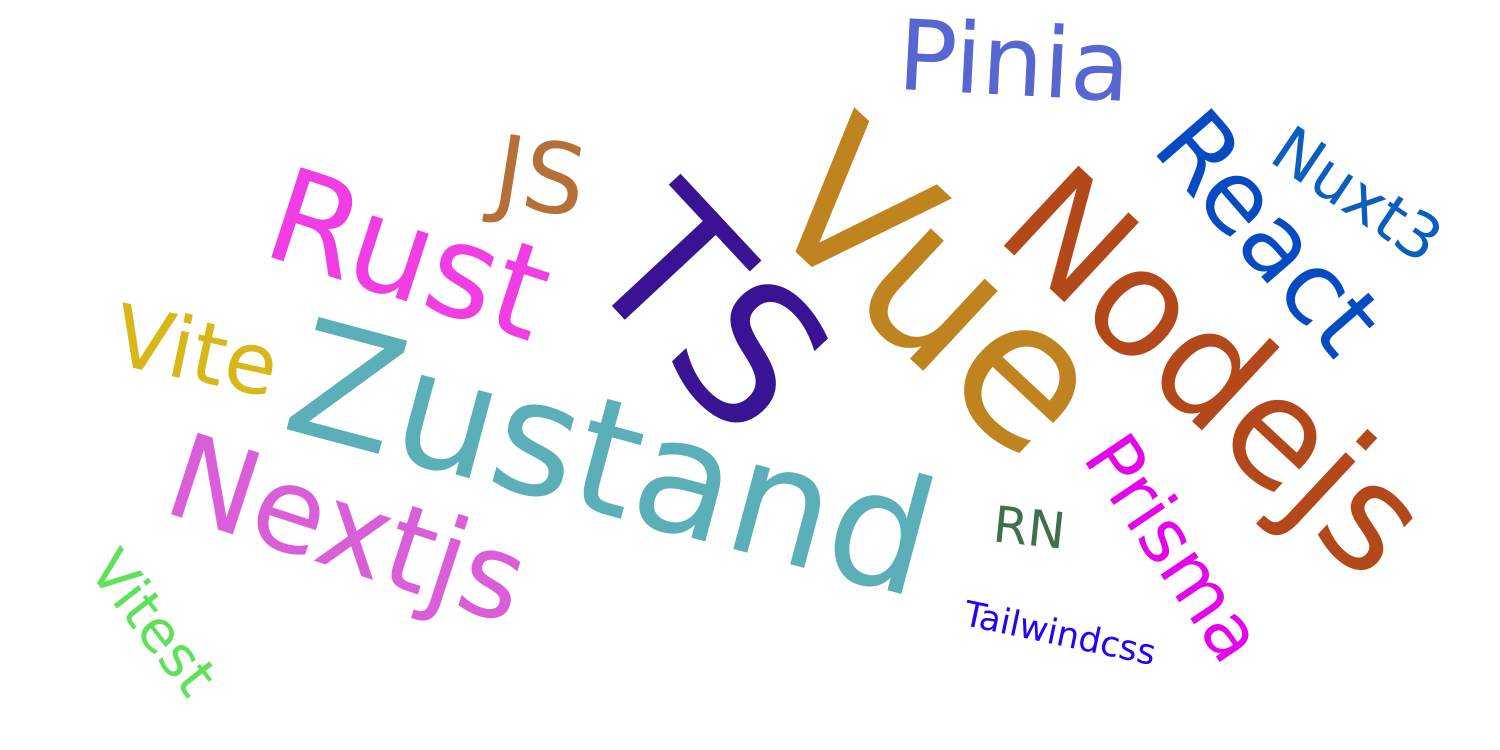 Pinia
JS
Vue
React
Nuxt3
Rust
TS
Nodejs
Vite
Zustand
Nextjs
Prisma
RN
Vitest
Tailwindcss